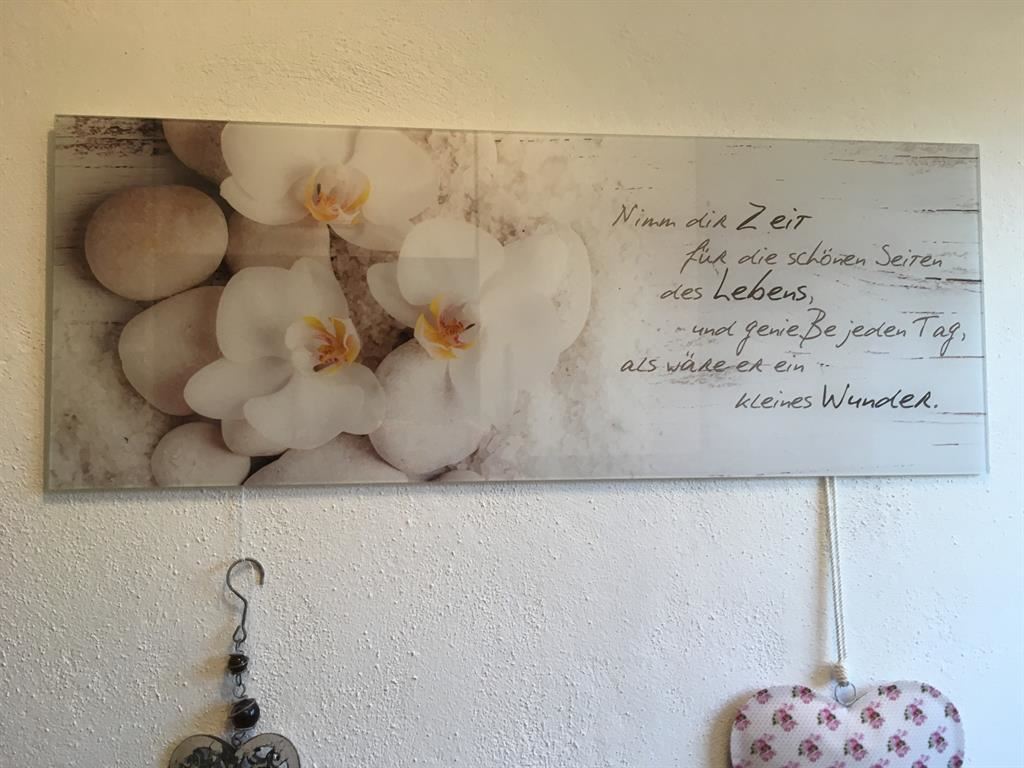 Nimm dir Zeit
für die schönen Seiten
des Lebens,
und genieße jeden Tag,
als wäre er ein
kleines Wunder.